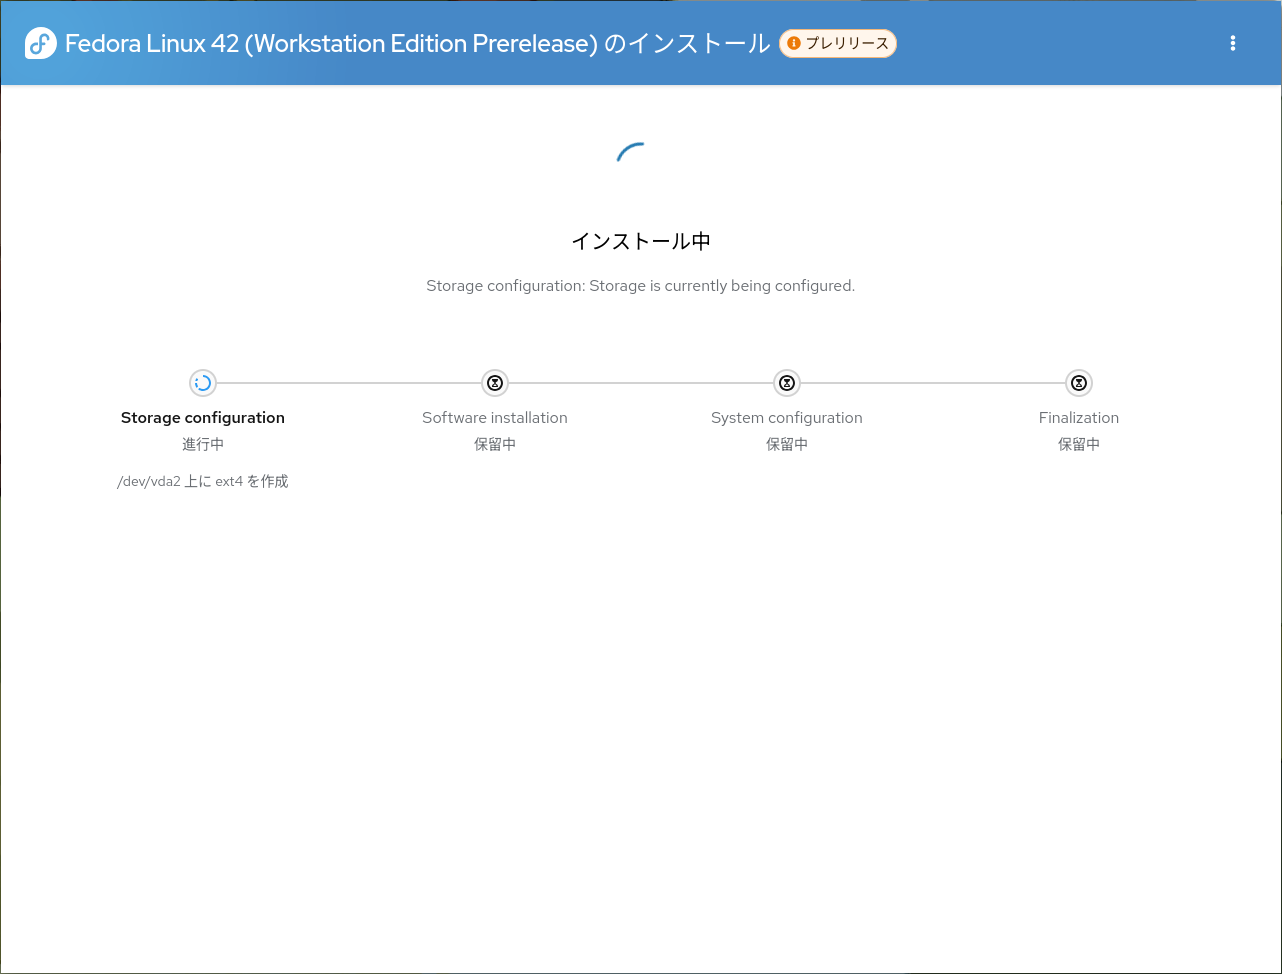 Fedora Linux 42 (Workstation Edition Prerelease) のインストール プレリリース
インストール中
Storage configuration: Storage is currently being configured.
Storage configuration
進行中
/dev/vda2 上に ext4 を作成
Software installation
保留中
System configuration
保留中
Finalization
保留中